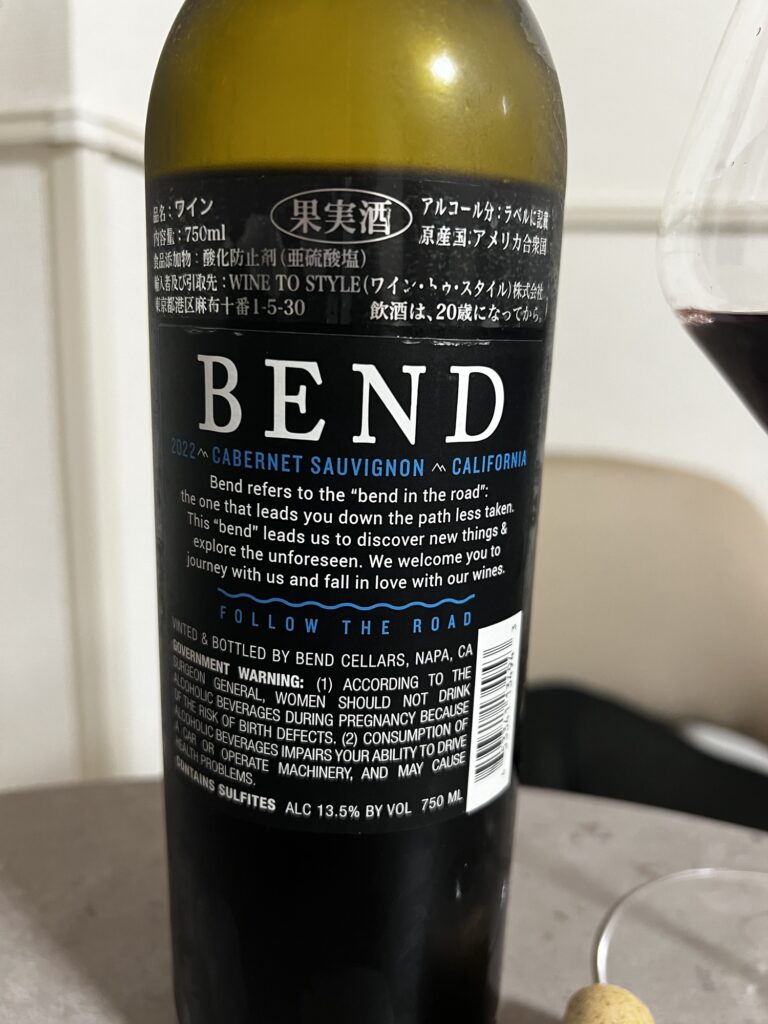 品名：ワイン
果実酒
アルコール分：ラベルに記載
内容量：750ml
原産国：アメリカ合衆国
食品添加物：酸化防止剤（亜硫酸塩）
輸入者及び引取先：WINE TO STYLE（ワイン・トゥ・スタイル）株式会社
東京都港区麻布十番1-5-30
飲酒は、20歳になってから。
BEND
2022 CABERNET SAUVIGNON CALIFORNIA
Bend refers to the “bend in the road”:
the one that leads you down the path less taken.
This “bend” leads us to discover new things &
explore the unforeseen. We welcome you to
journey with us and fall in love with our wines.
FOLLOW THE ROAD
VINTED & BOTTLED BY BEND CELLARS, NAPA, CA
GOVERNMENT WARNING: (1) ACCORDING TO THE
SURGEON GENERAL, WOMEN SHOULD NOT DRINK
ALCOHOLIC BEVERAGES DURING PREGNANCY BECAUSE
OF THE RISK OF BIRTH DEFECTS. (2) CONSUMPTION OF
ALCOHOLIC BEVERAGES IMPAIRS YOUR ABILITY TO DRIVE
A CAR OR OPERATE MACHINERY, AND MAY CAUSE
HEALTH PROBLEMS.
CONTAINS SULFITES ALC 13.5% BY VOL 750 ML